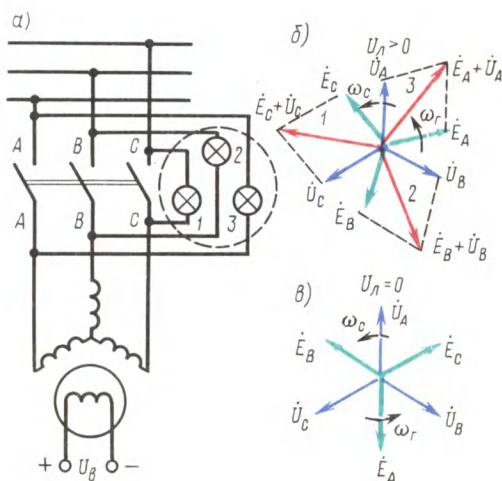 а)
A
B
C
A
B
C
1
2
3
+
U_в
−
б)
U_Л>0
U̇_A
Ė_A+U̇_A
Ė_C
ω_c
3
Ė_C+U̇_C
1
ω_г
Ė_A
U̇_C
U̇_B
Ė_B
2
Ė_B+U̇_B
в)
U_Л=0
ω_c
U̇_A
Ė_B
Ė_C
U̇_C
U̇_B
ω_г
Ė_A